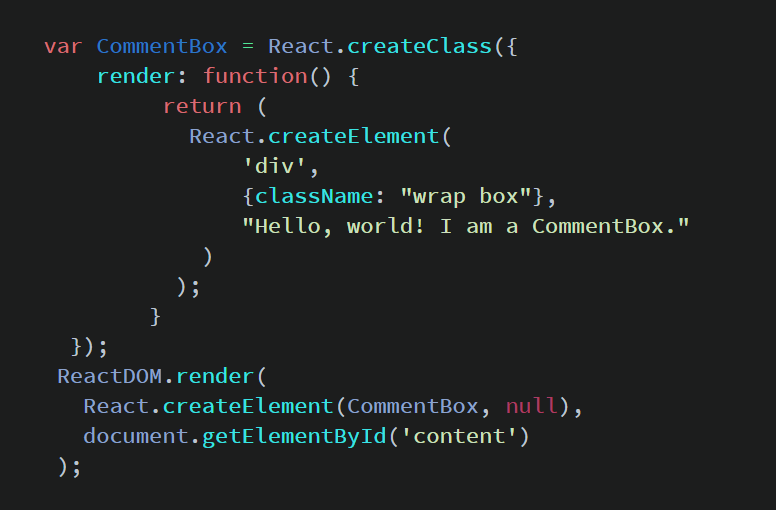 var CommentBox = React.createClass({
    render: function() {
         return (
           React.createElement(
               'div',
               {className: "wrap box"},
               "Hello, world! I am a CommentBox."
            )
          );
        }
  });
 ReactDOM.render(
   React.createElement(CommentBox, null),
   document.getElementById('content')
 );